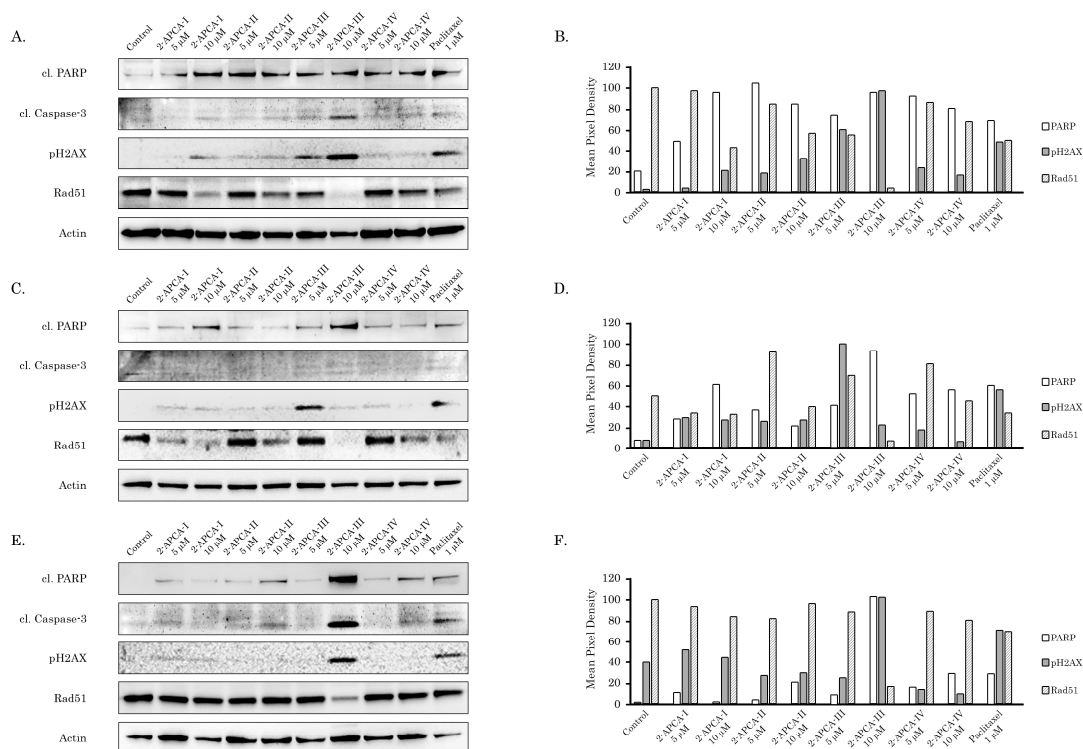 A.
Control
2-APCA-I
5 µM
2-APCA-I
10 µM
2-APCA-II
5 µM
2-APCA-II
10 µM
2-APCA-III
5 µM
2-APCA-III
10 µM
2-APCA-IV
5 µM
2-APCA-IV
10 µM
Paclitaxel
1 µM
cl. PARP
cl. Caspase-3
pH2AX
Rad51
Actin
B.
Mean Pixel Density
120
100
80
60
40
20
0
Control
2-APCA-I
5 µM
2-APCA-I
10 µM
2-APCA-II
5 µM
2-APCA-II
10 µM
2-APCA-III
5 µM
2-APCA-III
10 µM
2-APCA-IV
5 µM
2-APCA-IV
10 µM
Paclitaxel
1 µM
PARP
pH2AX
Rad51
C.
Control
2-APCA-I
5 µM
2-APCA-I
10 µM
2-APCA-II
5 µM
2-APCA-II
10 µM
2-APCA-III
5 µM
2-APCA-III
10 µM
2-APCA-IV
5 µM
2-APCA-IV
10 µM
Paclitaxel
1 µM
cl. PARP
cl. Caspase-3
pH2AX
Rad51
Actin
D.
Mean Pixel Density
120
100
80
60
40
20
0
Control
2-APCA-I
5 µM
2-APCA-I
10 µM
2-APCA-II
5 µM
2-APCA-II
10 µM
2-APCA-III
5 µM
2-APCA-III
10 µM
2-APCA-IV
5 µM
2-APCA-IV
10 µM
Paclitaxel
1 µM
PARP
pH2AX
Rad51
E.
Control
2-APCA-I
5 µM
2-APCA-I
10 µM
2-APCA-II
5 µM
2-APCA-II
10 µM
2-APCA-III
5 µM
2-APCA-III
10 µM
2-APCA-IV
5 µM
2-APCA-IV
10 µM
Paclitaxel
1 µM
cl. PARP
cl. Caspase-3
pH2AX
Rad51
Actin
F.
Mean Pixel Density
120
100
80
60
40
20
0
Control
2-APCA-I
5 µM
2-APCA-I
10 µM
2-APCA-II
5 µM
2-APCA-II
10 µM
2-APCA-III
5 µM
2-APCA-III
10 µM
2-APCA-IV
5 µM
2-APCA-IV
10 µM
Paclitaxel
1 µM
PARP
pH2AX
Rad51